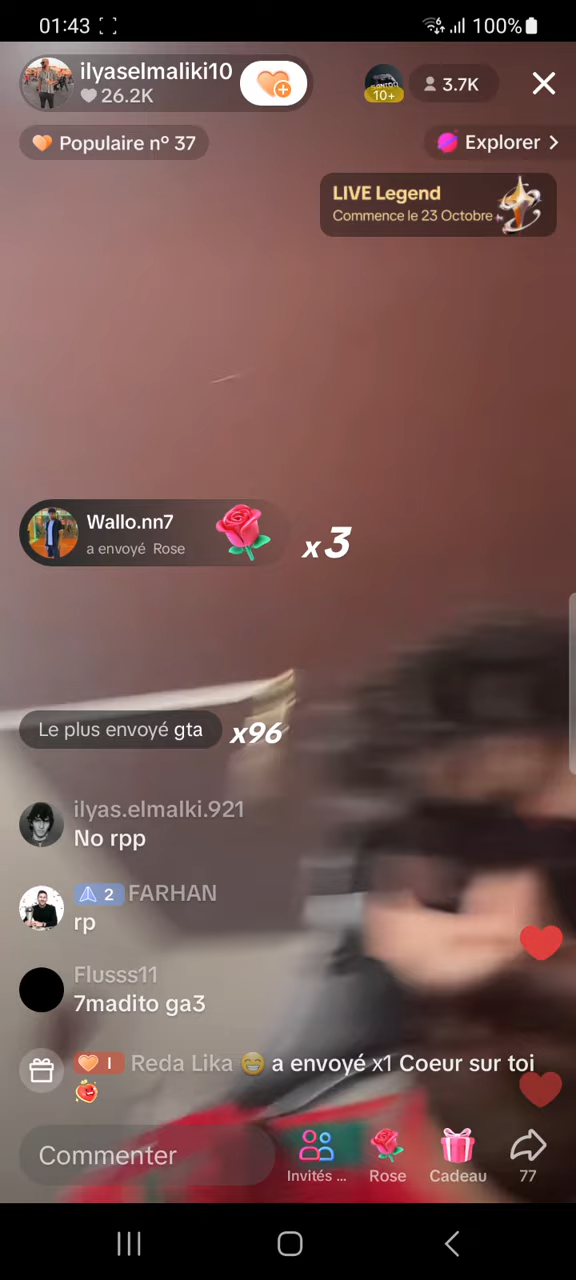 01:43
100%
ilyaselmaliki10
26.2K
10+
3.7K
Populaire nº 37
Explorer
LIVE Legend
Commence le 23 Octobre
Wallo.nn7
a envoyé Rose
x3
Le plus envoyé gta
x96
ilyas.elmalki.921
No rpp
2 FARHAN
rp
Flusss11
7madito ga3
I Reda Lika 😁 a envoyé x1 Coeur sur toi
Commenter
Invités ...
Rose
Cadeau
77